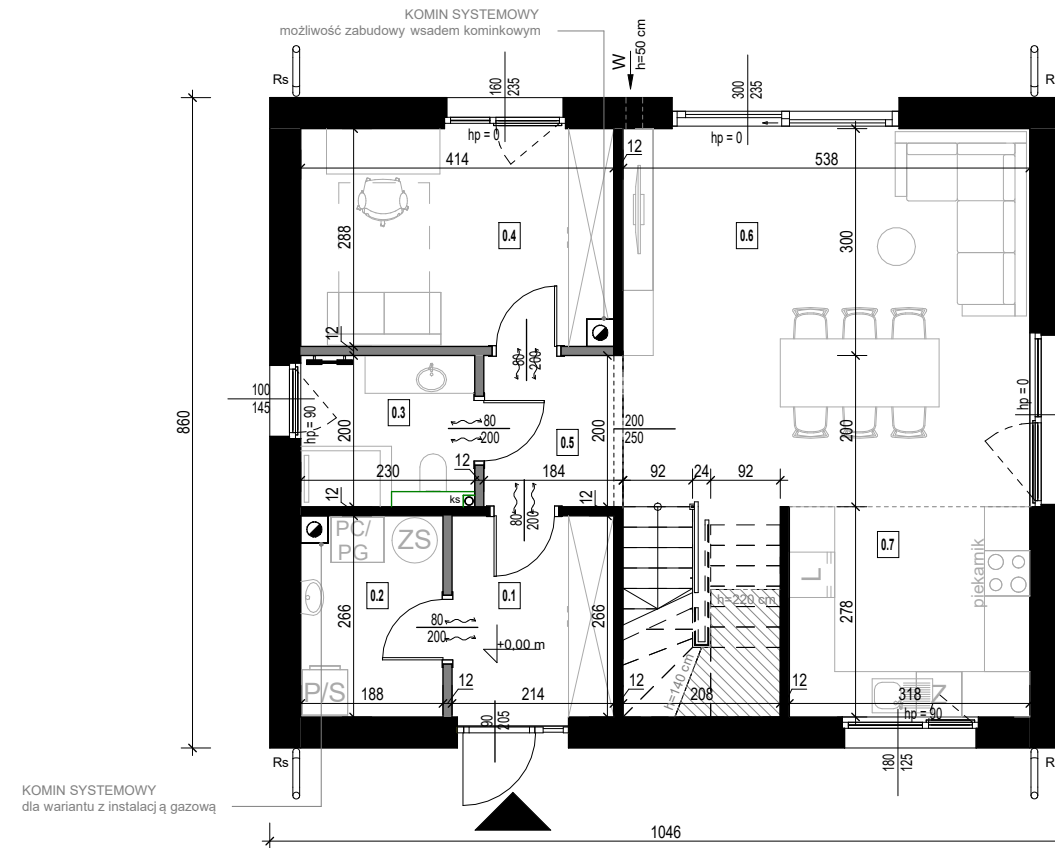 KOMIN SYSTEMOWY
możliwość zabudowy wsadem kominkowym
W
h=50 cm
Rs
R
160
235
300
235
hp = 0
hp = 0
12
414
538
0.4
0.6
288
300
12
80
200
100
145
hp = 90
0.3
200
80
200
0.5
200
200
250
200
hp = 0
860
230
12
184
92
24
92
ks
12
80
200
12
PC/
PG
ZS
0.2
0.1
266
266
80
200
+0,00 m
h=220 cm
h=140 cm
0.7
L
piekarnik
278
P/S
188
12
214
12
208
12
318
Z
hp = 90
90
205
180
125
Rs
R
KOMIN SYSTEMOWY
dla wariantu z instalacją gazową
1046